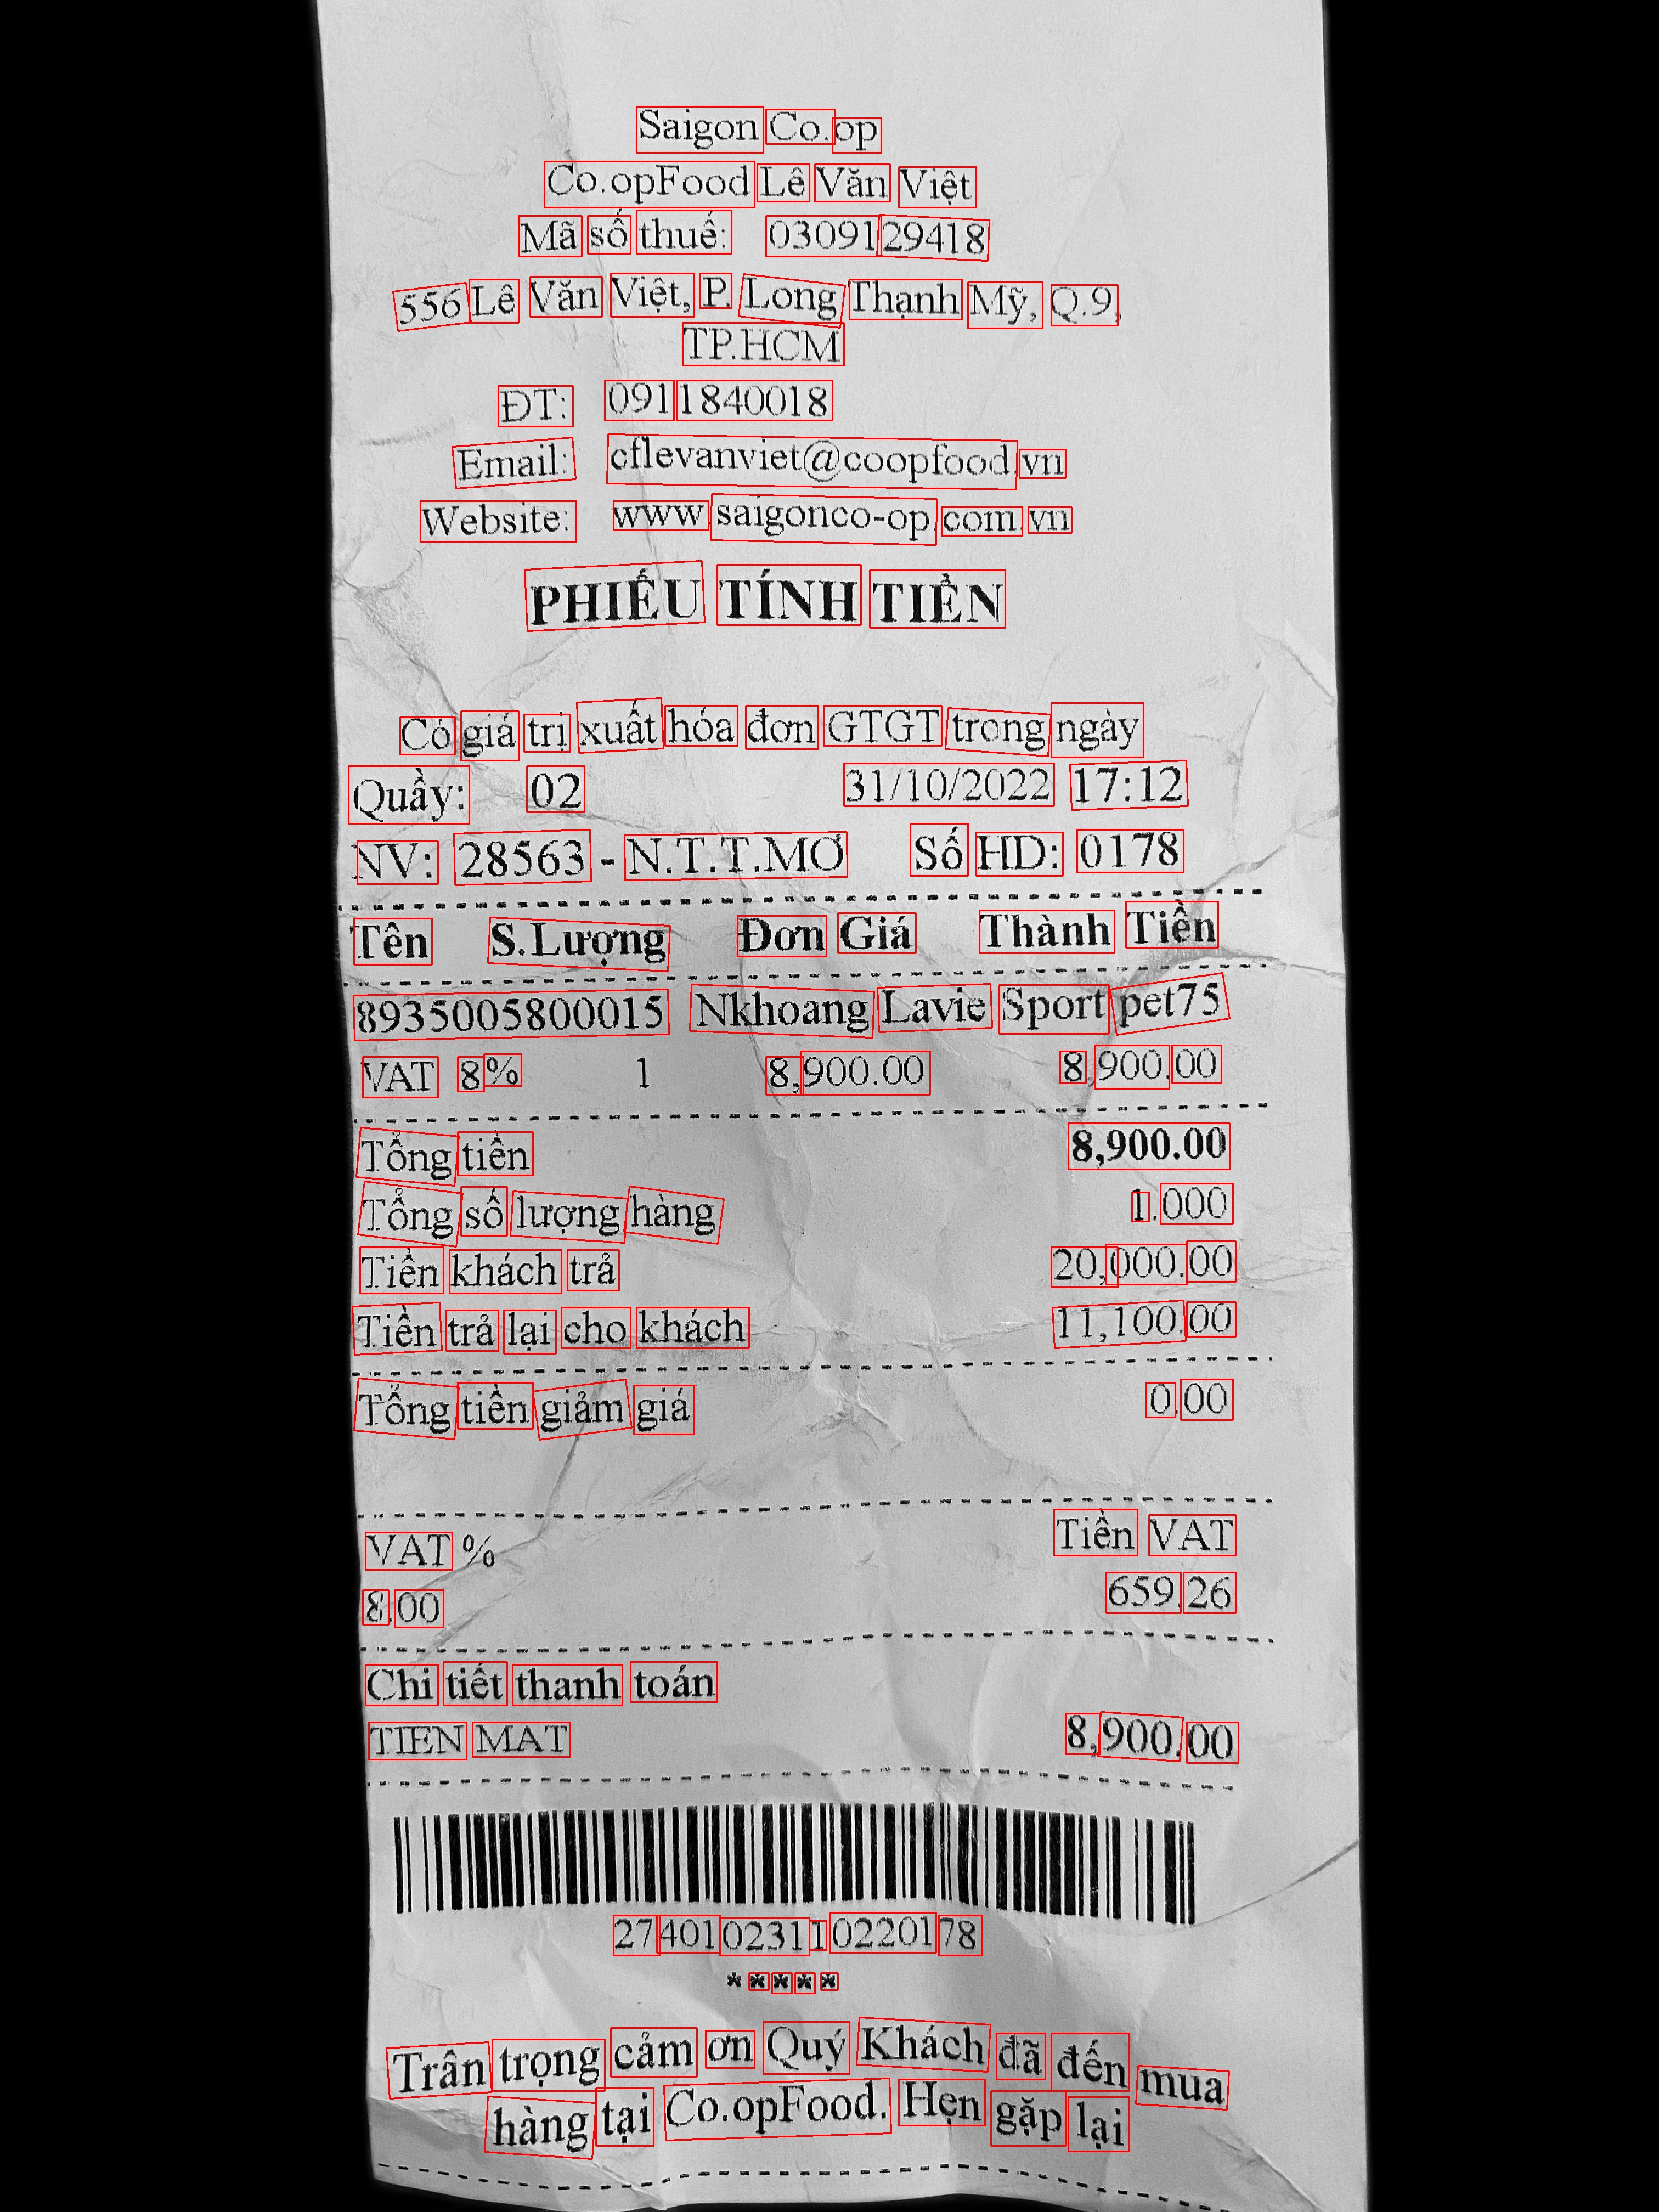 Saigon Co.op
Co.opFood Lê Văn Việt
Mã số thuế: 0309129418
556 Lê Văn Việt, P. Long Thạnh Mỹ, Q.9,
TP.HCM
ĐT: 0911840018
Email: cflevanviet@coopfood.vn
Website: www.saigonco-op.com.vn
PHIẾU TÍNH TIỀN
Có giá trị xuất hóa đơn GTGT trong ngày
Quầy: 02 31/10/2022 17:12
NV: 28563 - N.T.T.MƠ Số HD: 0178
Tên S.Lượng Đơn Giá Thành Tiền
8935005800015 Nkhoang Lavie Sport pet75
VAT 8% 1 8,900.00 8,900.00
Tổng tiền 8,900.00
Tổng số lượng hàng 1.000
Tiền khách trả 20,000.00
Tiền trả lại cho khách 11,100.00
Tổng tiền giảm giá 0.00
VAT % Tiền VAT
8.00 659.26
Chi tiết thanh toán
TIEN MAT 8,900.00
27401023110220178
*****
Trân trọng cảm ơn Quý Khách đã đến mua
hàng tại Co.opFood. Hẹn gặp lại